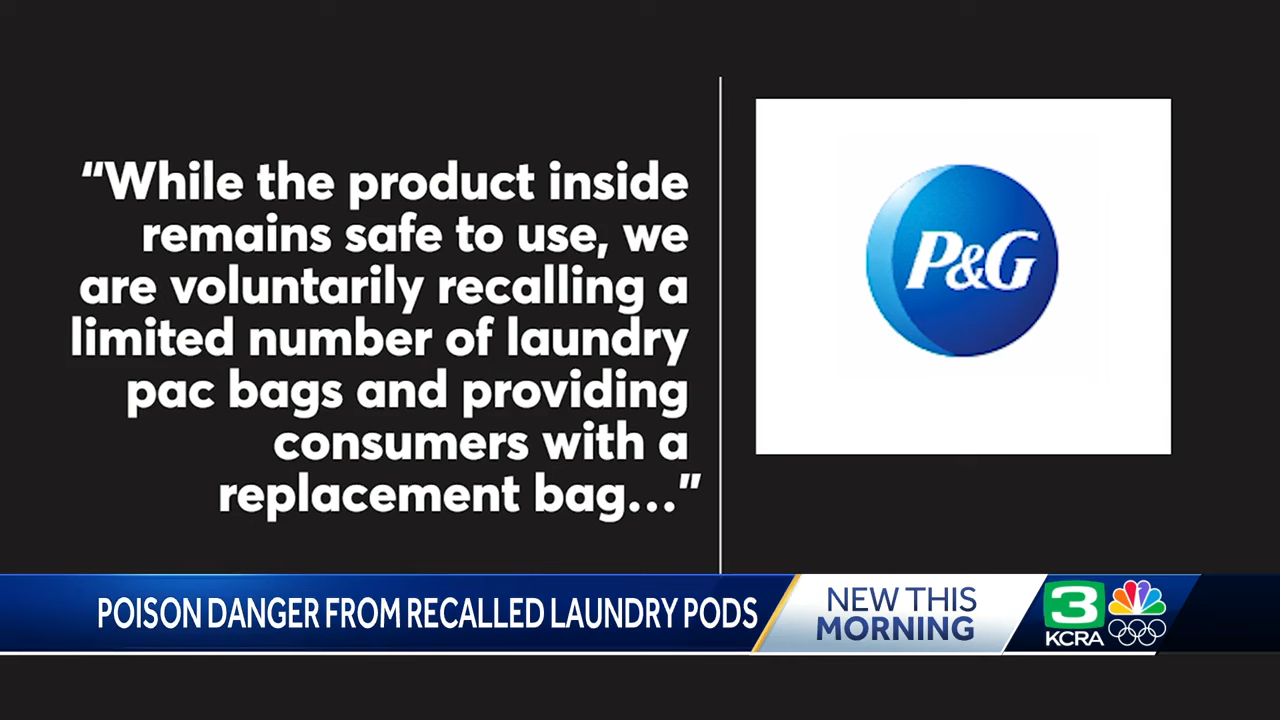 “While the product inside
remains safe to use, we
are voluntarily recalling a
limited number of laundry
pac bags and providing
consumers with a
replacement bag...”
P&G
POISON DANGER FROM RECALLED LAUNDRY PODS
NEW THIS
MORNING
3
KCRA